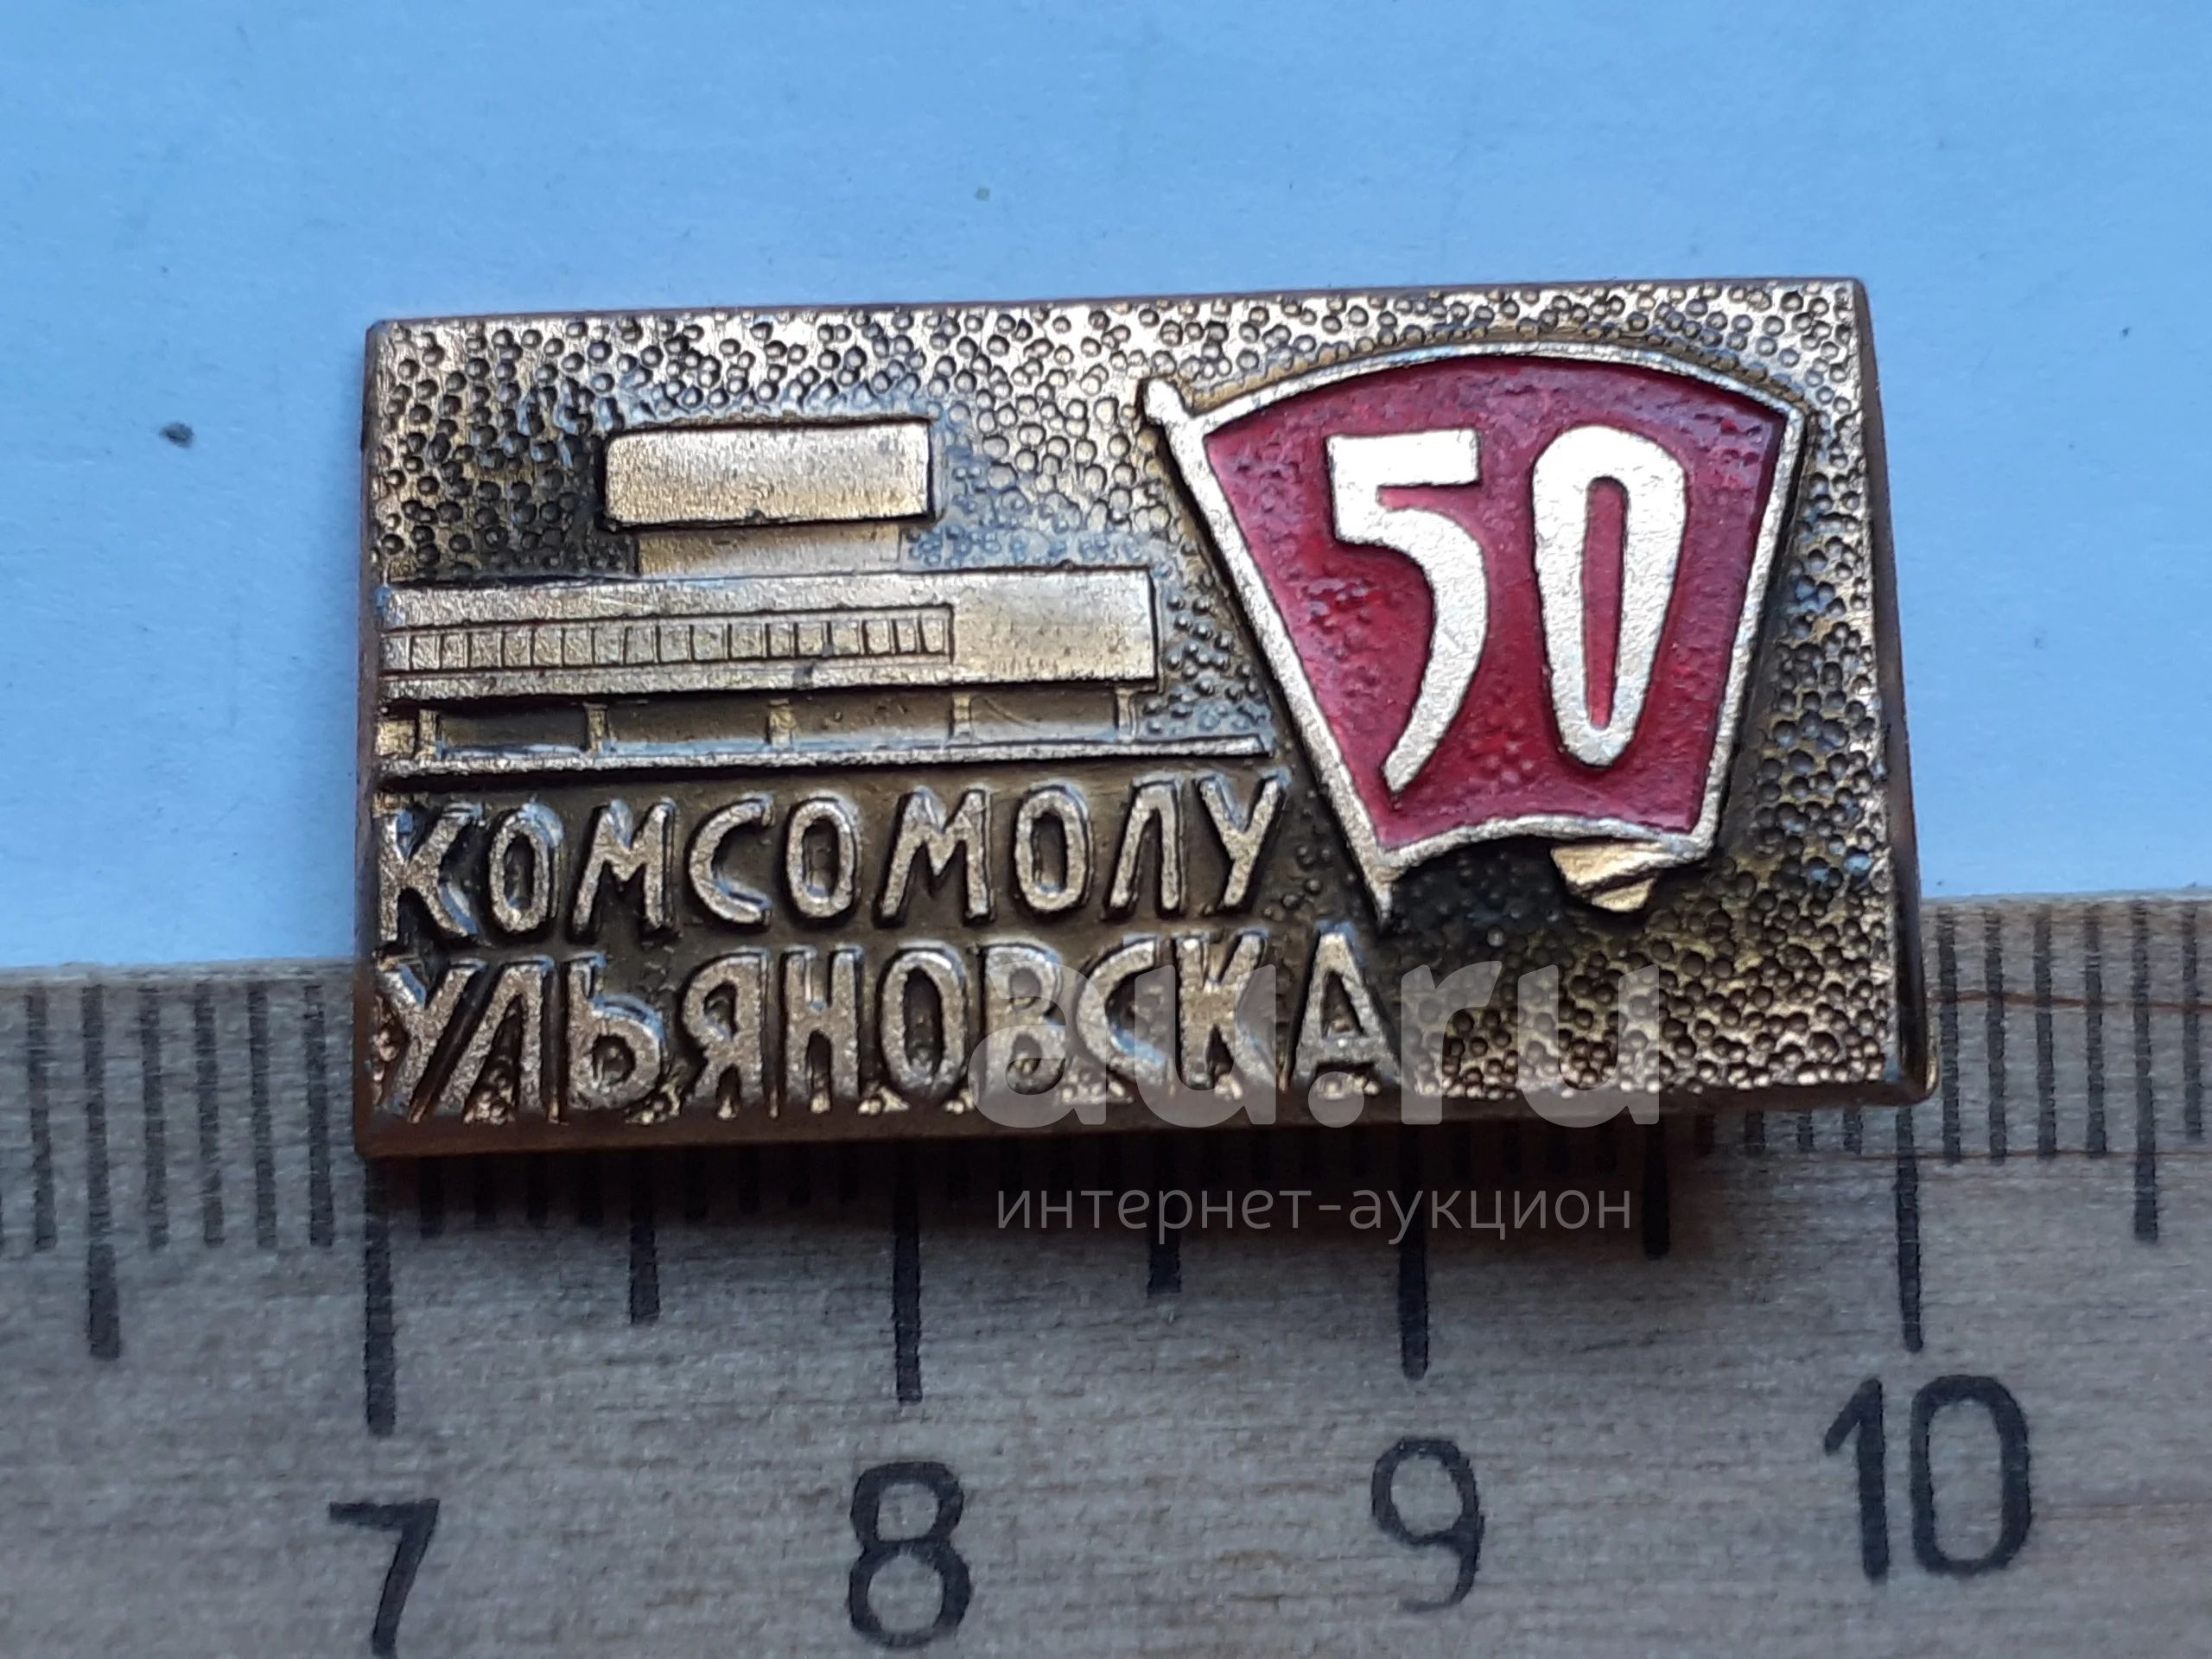 50
КОМСОМОЛУ
УЛЬЯНОВСКА
au.ru
интернет-аукцион
7 8 9 10